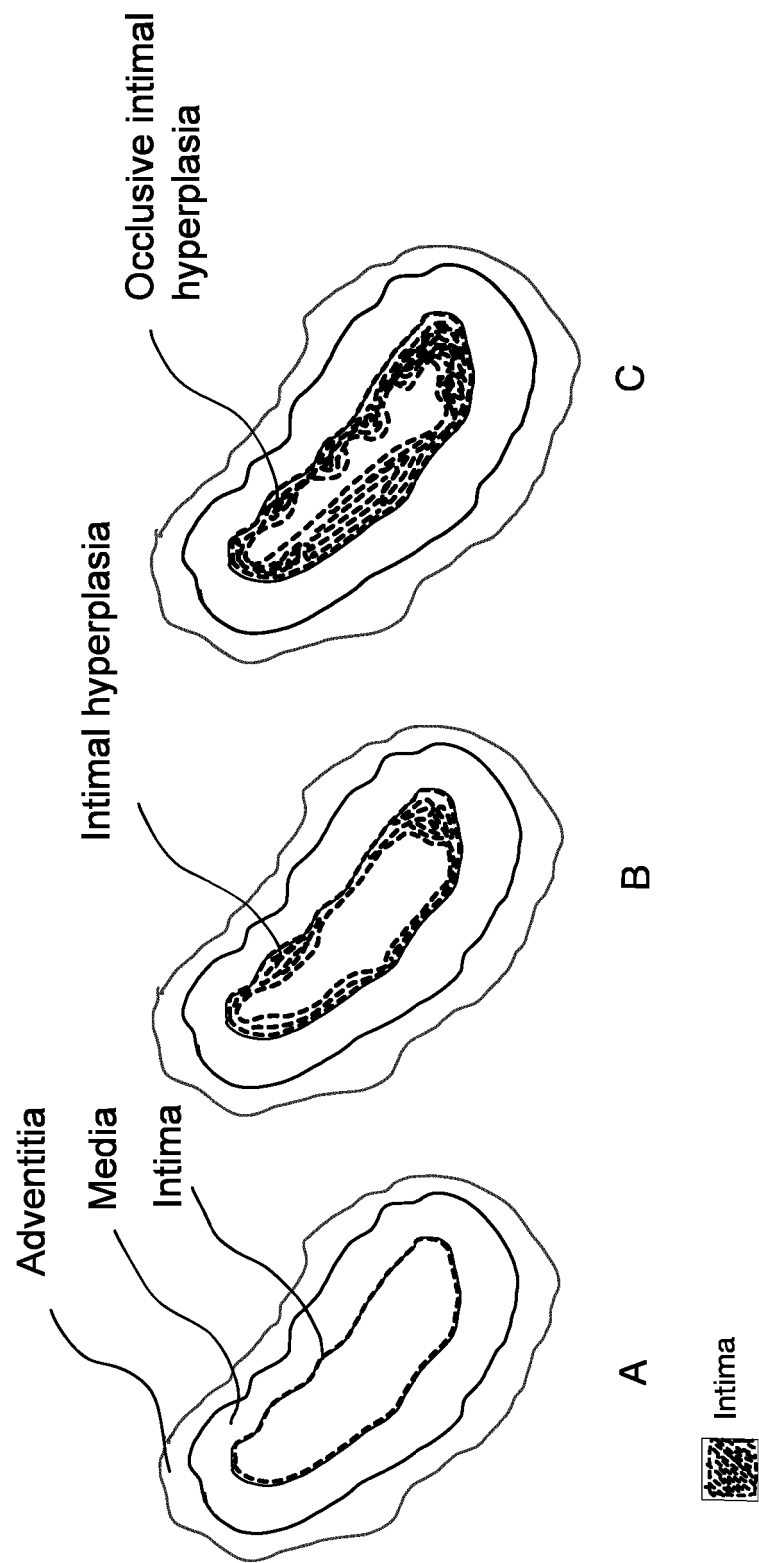 Adventitia
Media
Intima
Intimal hyperplasia
Occlusive intimal
hyperplasia
A
B
C
Intima